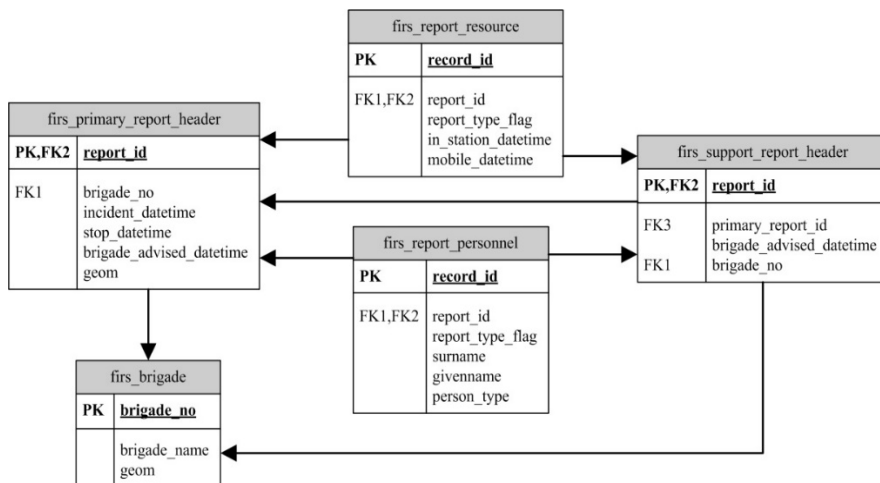 firs_report_resource
PK record_id
FK1,FK2 report_id
report_type_flag
in_station_datetime
mobile_datetime
firs_primary_report_header
PK,FK2 report_id
FK1 brigade_no
incident_datetime
stop_datetime
brigade_advised_datetime
geom
firs_support_report_header
PK,FK2 report_id
FK3 primary_report_id
brigade_advised_datetime
FK1 brigade_no
firs_report_personnel
PK record_id
FK1,FK2 report_id
report_type_flag
surname
givenname
person_type
firs_brigade
PK brigade_no
brigade_name
geom